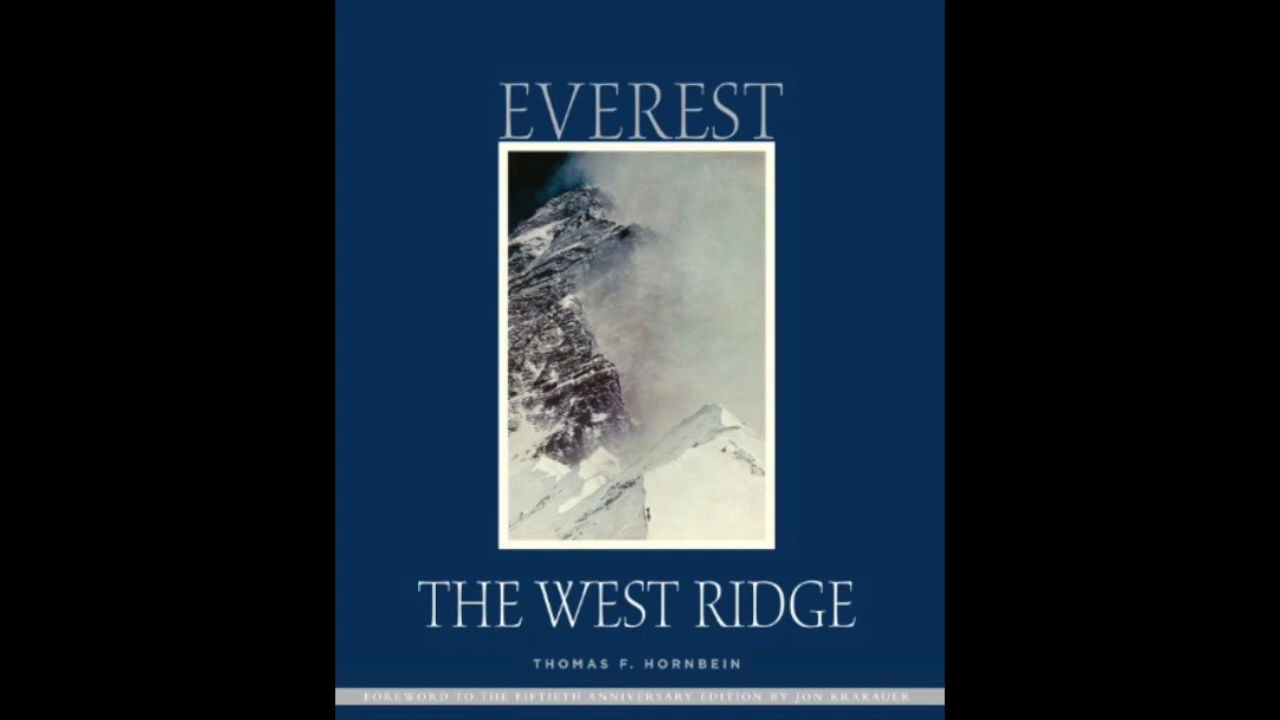 EVEREST
THE WEST RIDGE
THOMAS F. HORNBEIN
FOREWORD TO THE FIFTIETH ANNIVERSARY EDITION BY JON KRAKAUER